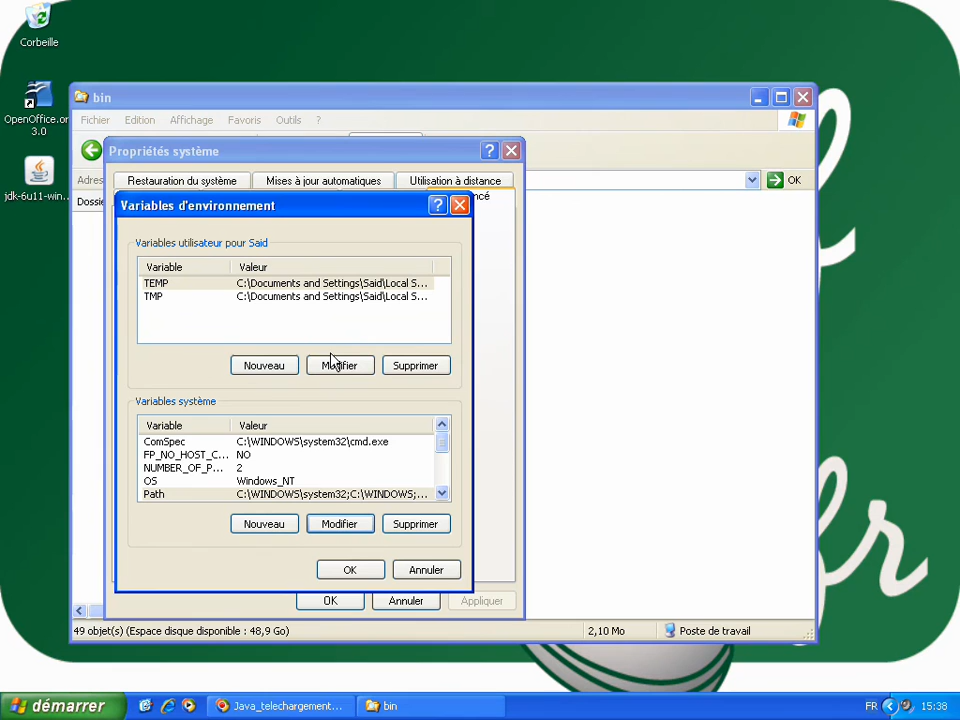 Corbeille
OpenOffice.or
3.0
jdk-6u11-win...
bin
Fichier Edition Affichage Favoris Outils ?
Adres
OK
Dossie
Propriétés système
Restauration du système Mises à jour automatiques Utilisation à distance
ncé
Variables d'environnement
Variables utilisateur pour Said
Variable Valeur
TEMP C:\Documents and Settings\Said\Local S...
TMP C:\Documents and Settings\Said\Local S...
Nouveau Modifier Supprimer
Variables système
Variable Valeur
ComSpec C:\WINDOWS\system32\cmd.exe
FP_NO_HOST_C... NO
NUMBER_OF_P... 2
OS Windows_NT
Path C:\WINDOWS\system32;C:\WINDOWS;...
Nouveau Modifier Supprimer
OK Annuler
OK Annuler Appliquer
49 objet(s) (Espace disque disponible : 48,9 Go) 2,10 Mo Poste de travail
démarrer Java_telechargement... bin FR 15:38